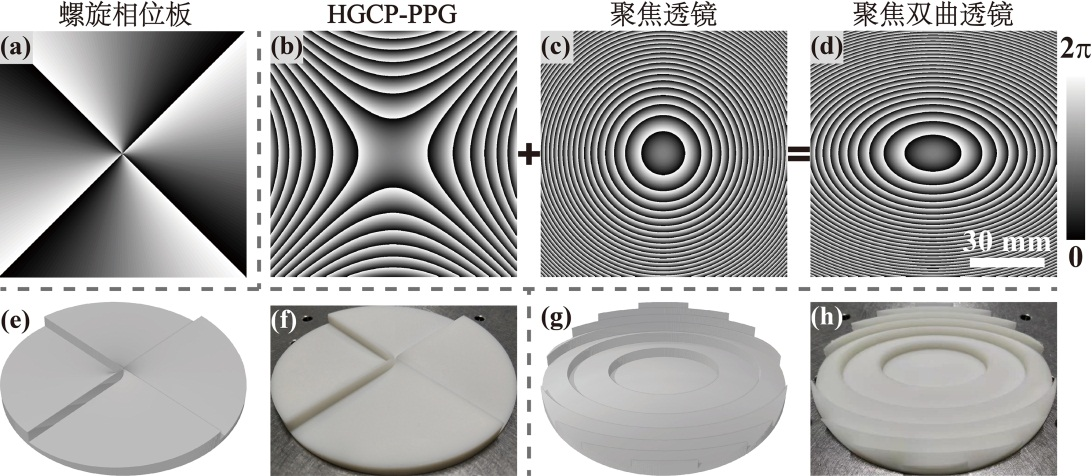 螺旋相位板 HGCP-PPG 聚焦透镜 聚焦双曲透镜
(a) (b) (c) (d) 2π
+ =
30 mm 0
(e) (f) (g) (h)